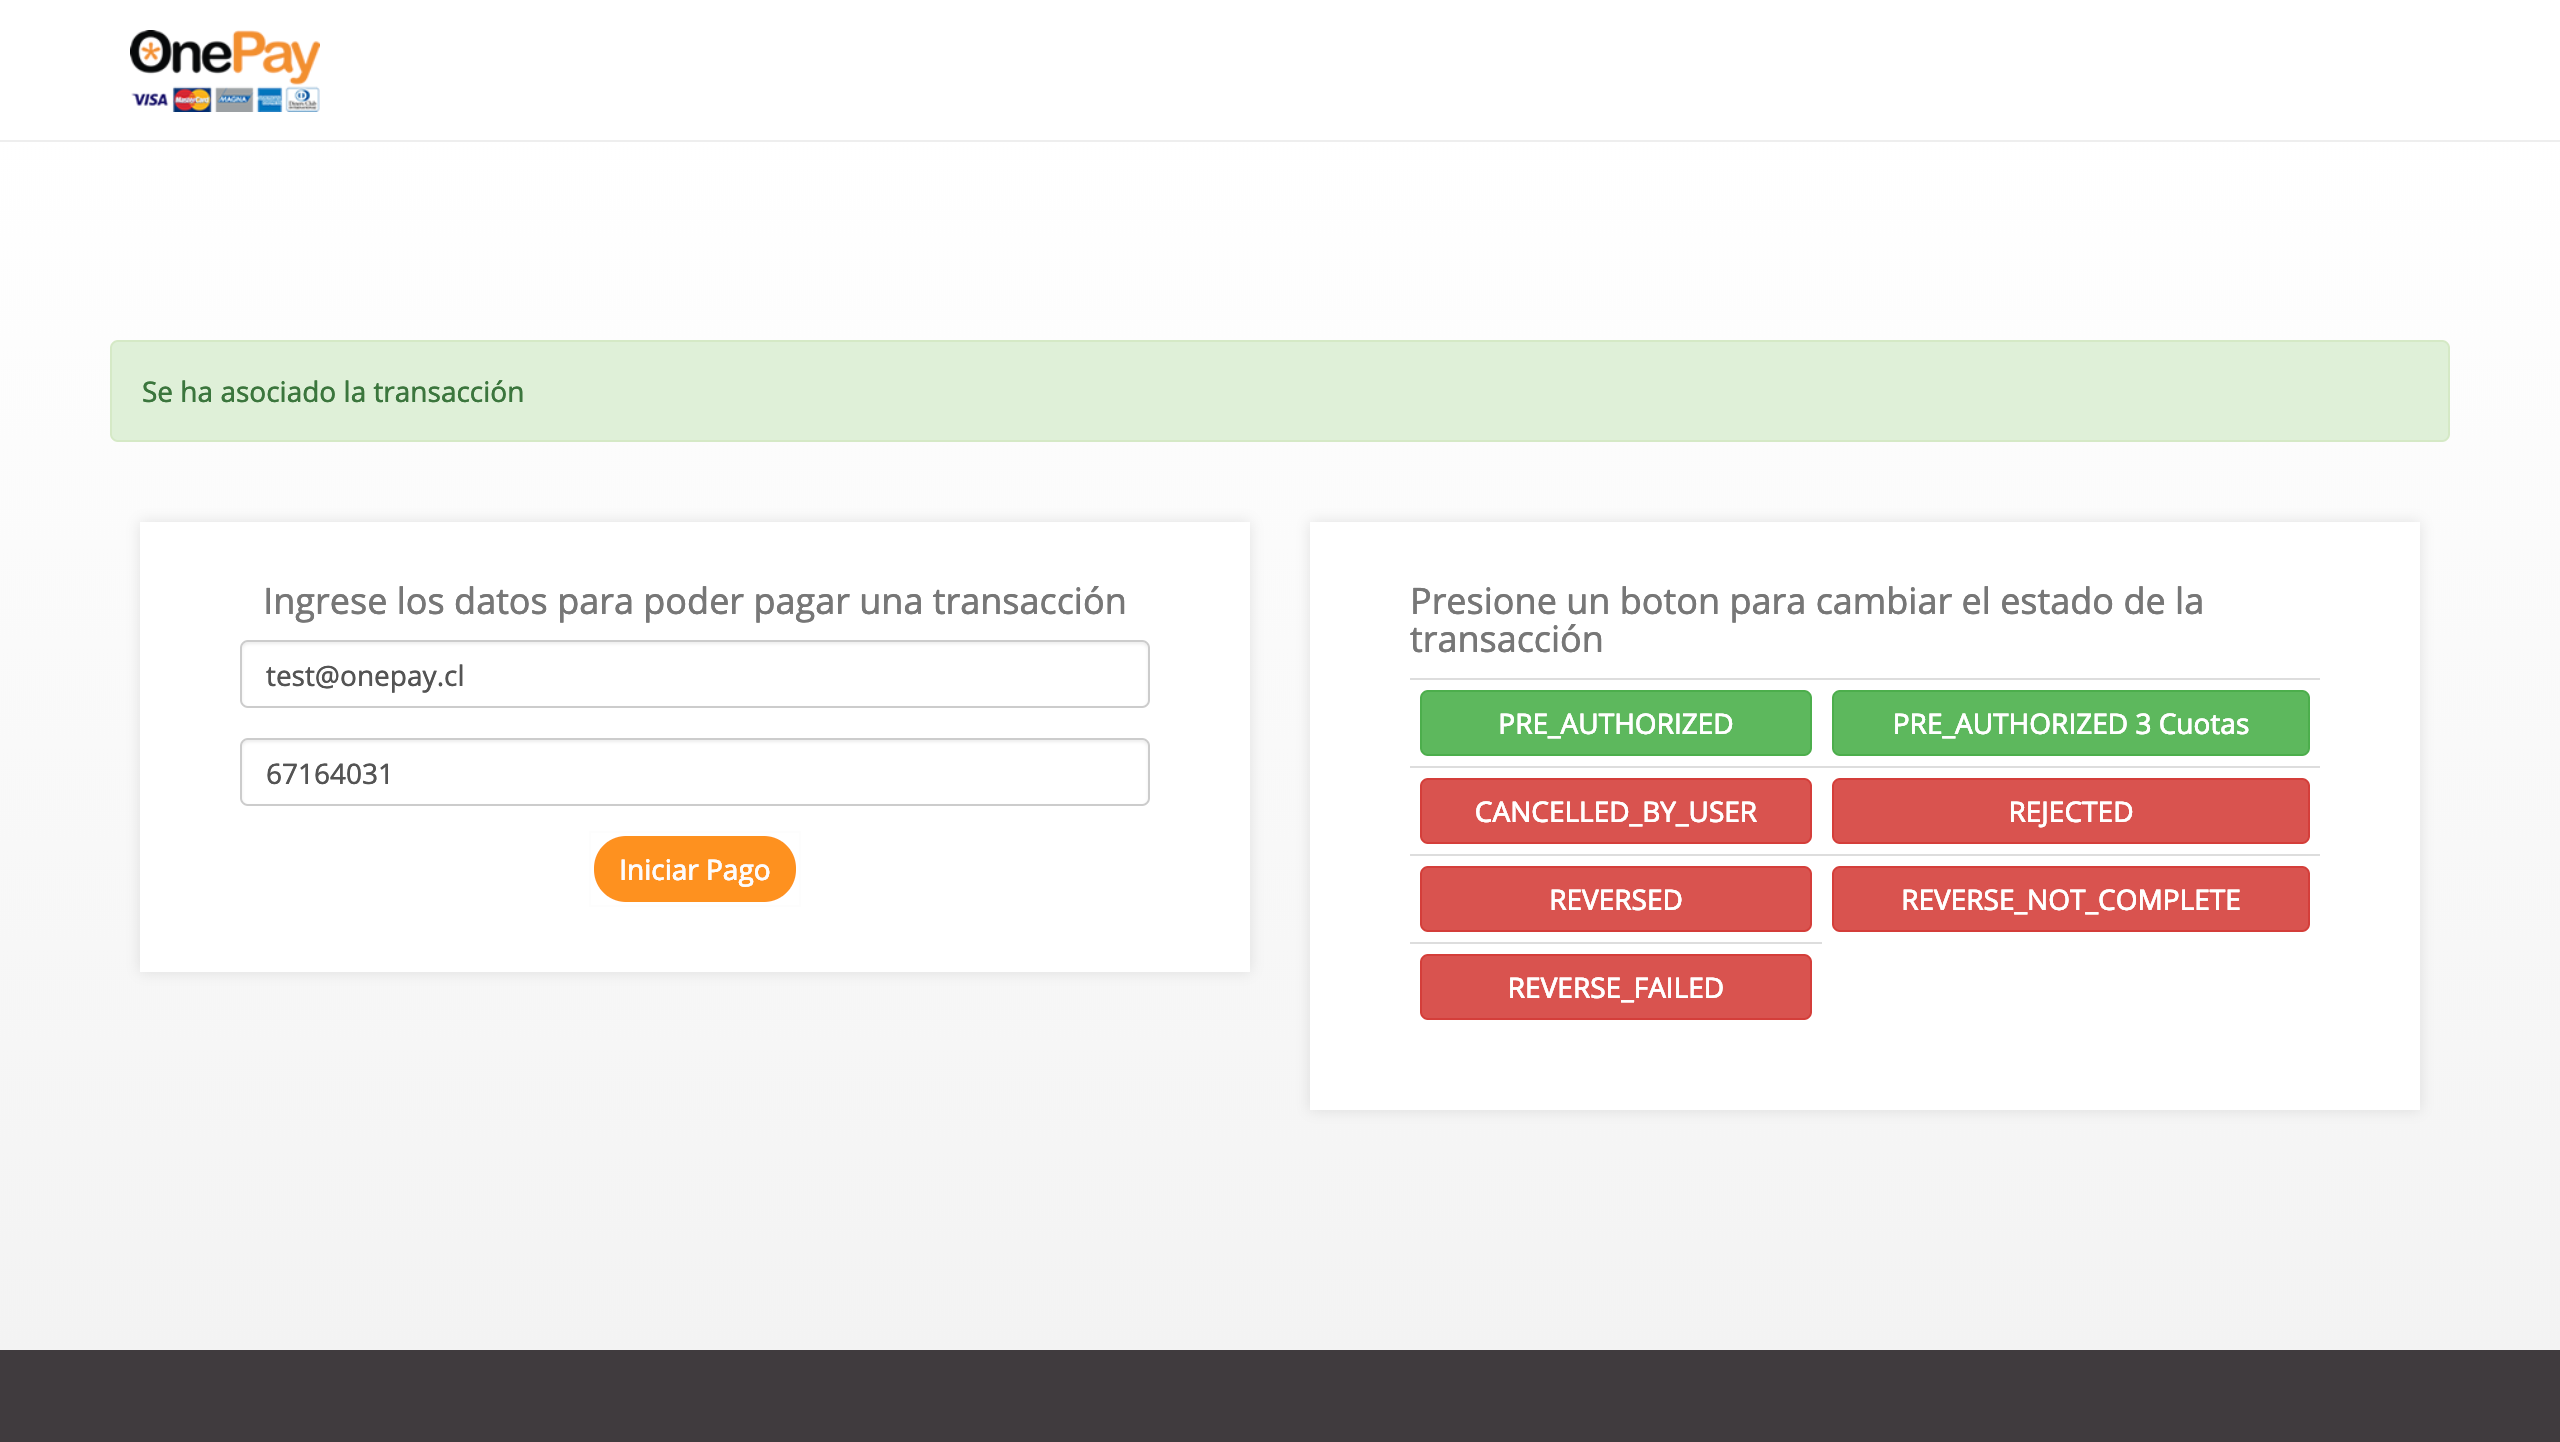 OnePay
VISA MasterCard MAGNA
Se ha asociado la transacción
Ingrese los datos para poder pagar una transacción
test@onepay.cl
67164031
Iniciar Pago
Presione un boton para cambiar el estado de la
transacción
PRE_AUTHORIZED PRE_AUTHORIZED 3 Cuotas
CANCELLED_BY_USER REJECTED
REVERSED REVERSE_NOT_COMPLETE
REVERSE_FAILED